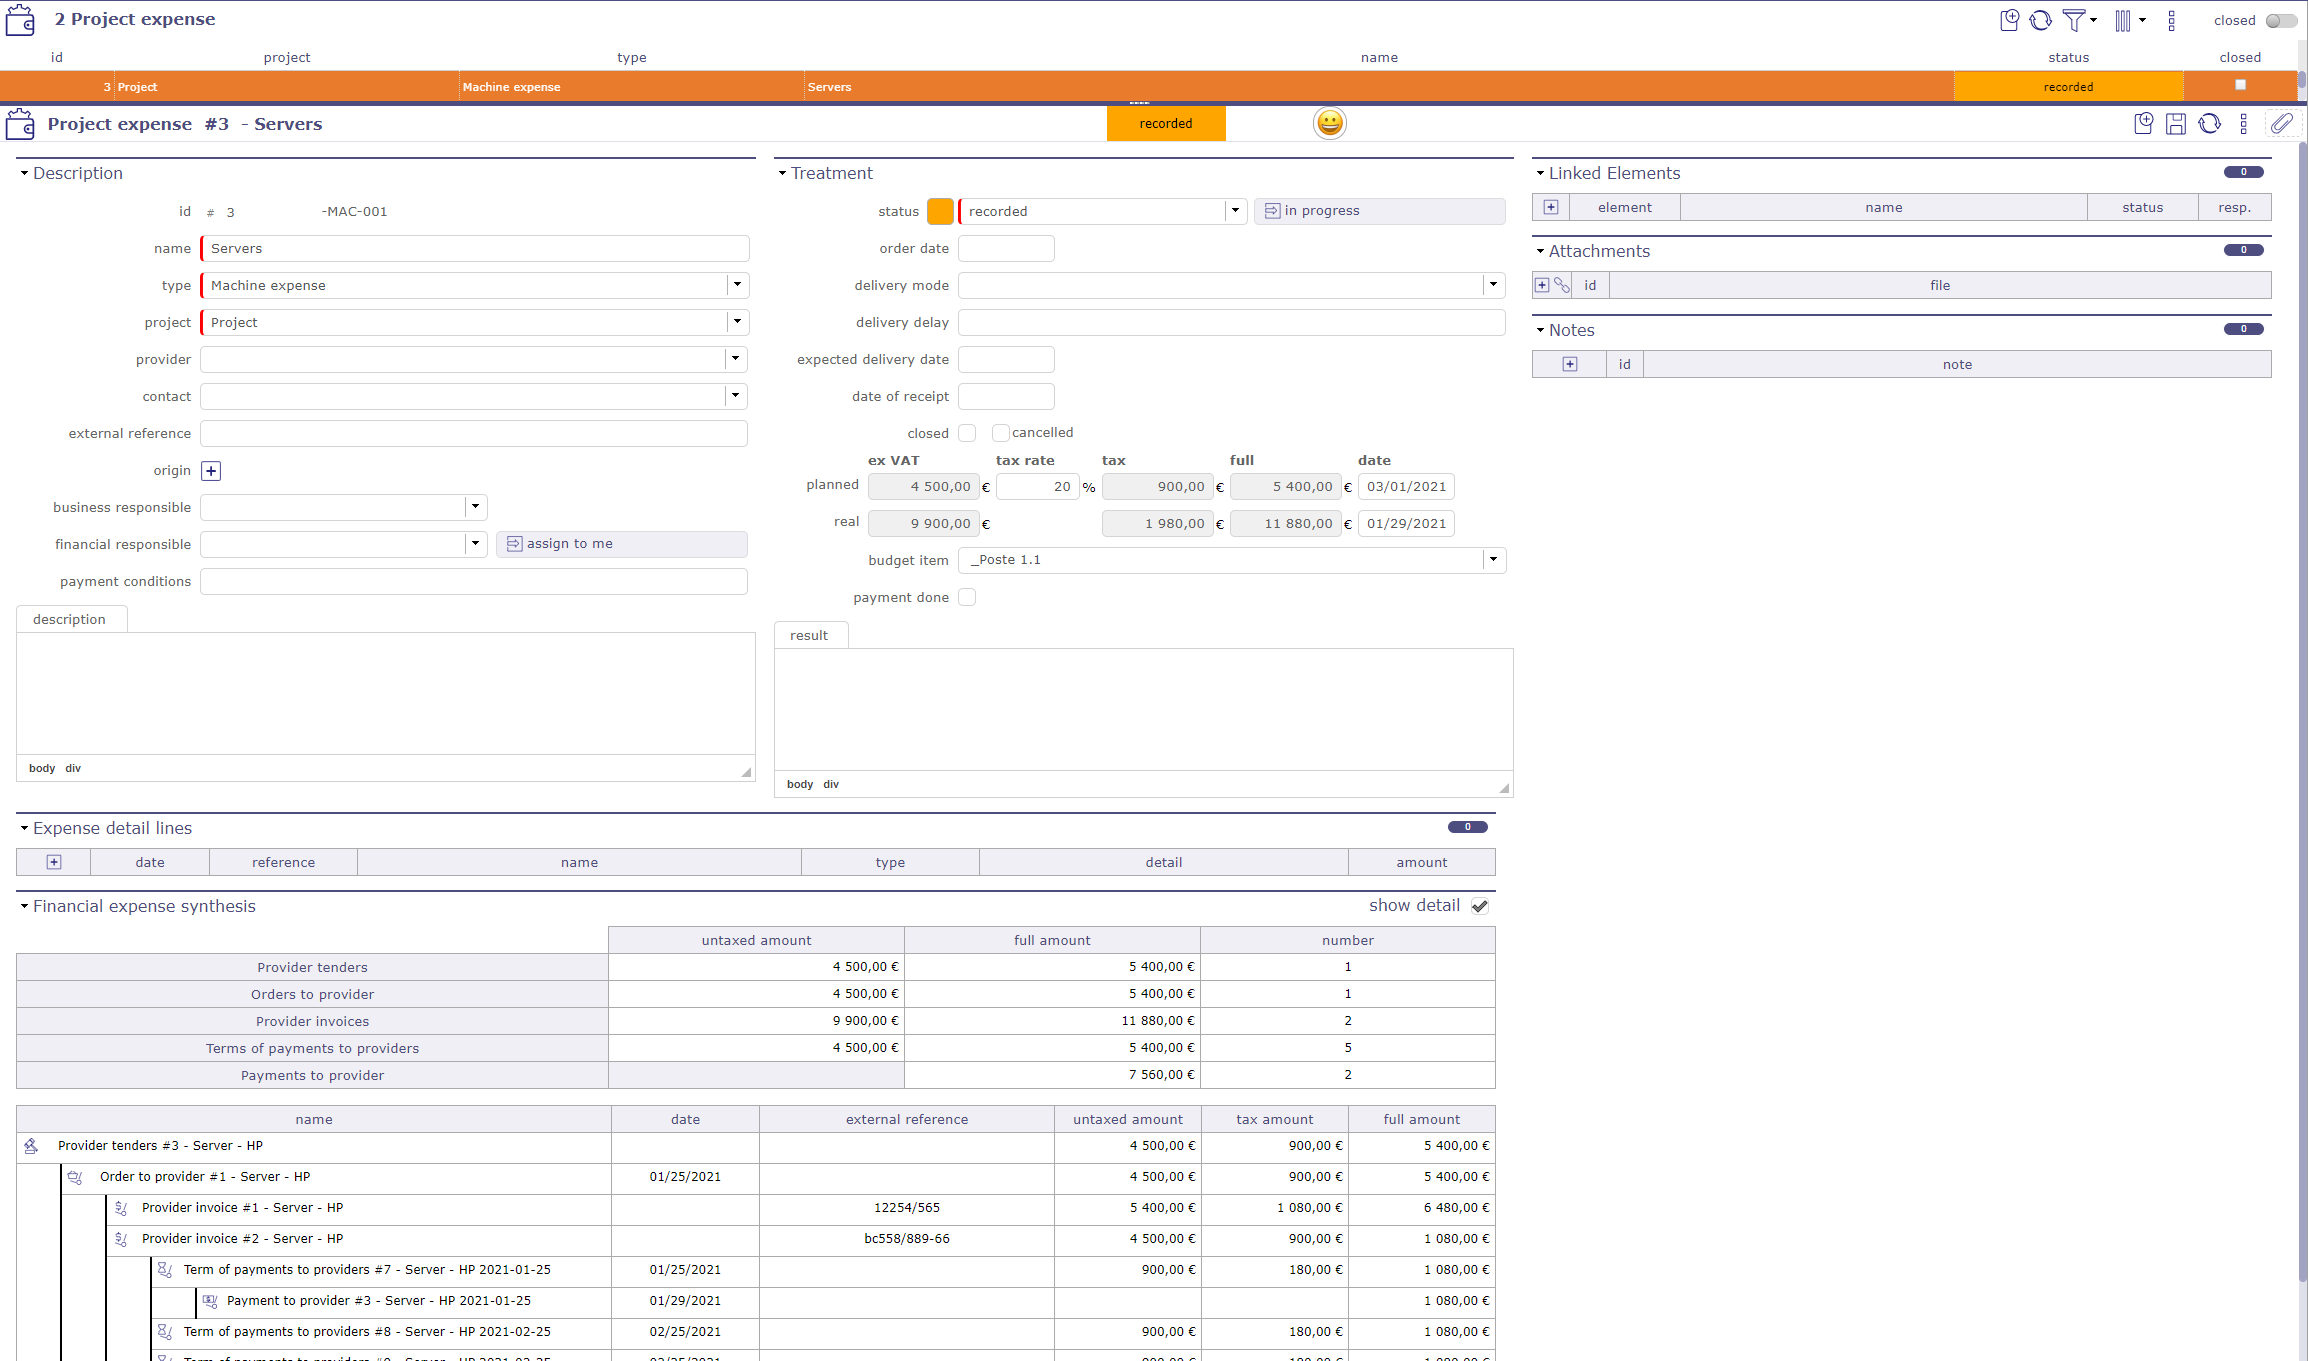 2 Project expense
closed
id project type name status closed
3 Project Machine expense Servers recorded
Project expense #3 - Servers
recorded
Description
id # 3 -MAC-001
name Servers
type Machine expense
project Project
provider
contact
external reference
origin
business responsible
financial responsible assign to me
payment conditions
description
body div
Treatment
status recorded in progress
order date
delivery mode
delivery delay
expected delivery date
date of receipt
closed cancelled
ex VAT tax rate tax full date
planned 4 500,00 € 20 % 900,00 € 5 400,00 € 03/01/2021
real 9 900,00 € 1 980,00 € 11 880,00 € 01/29/2021
budget item _Poste 1.1
payment done
result
body div
Linked Elements 0
element name status resp.
Attachments 0
id file
Notes 0
id note
Expense detail lines 0
date reference name type detail amount
Financial expense synthesis show detail
untaxed amount full amount number
Provider tenders 4 500,00 € 5 400,00 € 1
Orders to provider 4 500,00 € 5 400,00 € 1
Provider invoices 9 900,00 € 11 880,00 € 2
Terms of payments to providers 4 500,00 € 5 400,00 € 5
Payments to provider 7 560,00 € 2
name date external reference untaxed amount tax amount full amount
Provider tenders #3 - Server - HP 4 500,00 € 900,00 € 5 400,00 €
Order to provider #1 - Server - HP 01/25/2021 4 500,00 € 900,00 € 5 400,00 €
Provider invoice #1 - Server - HP 12254/565 5 400,00 € 1 080,00 € 6 480,00 €
Provider invoice #2 - Server - HP bc558/889-66 4 500,00 € 900,00 € 1 080,00 €
Term of payments to providers #7 - Server - HP 2021-01-25 01/25/2021 900,00 € 180,00 € 1 080,00 €
Payment to provider #3 - Server - HP 2021-01-25 01/29/2021 1 080,00 €
Term of payments to providers #8 - Server - HP 2021-02-25 02/25/2021 900,00 € 180,00 € 1 080,00 €